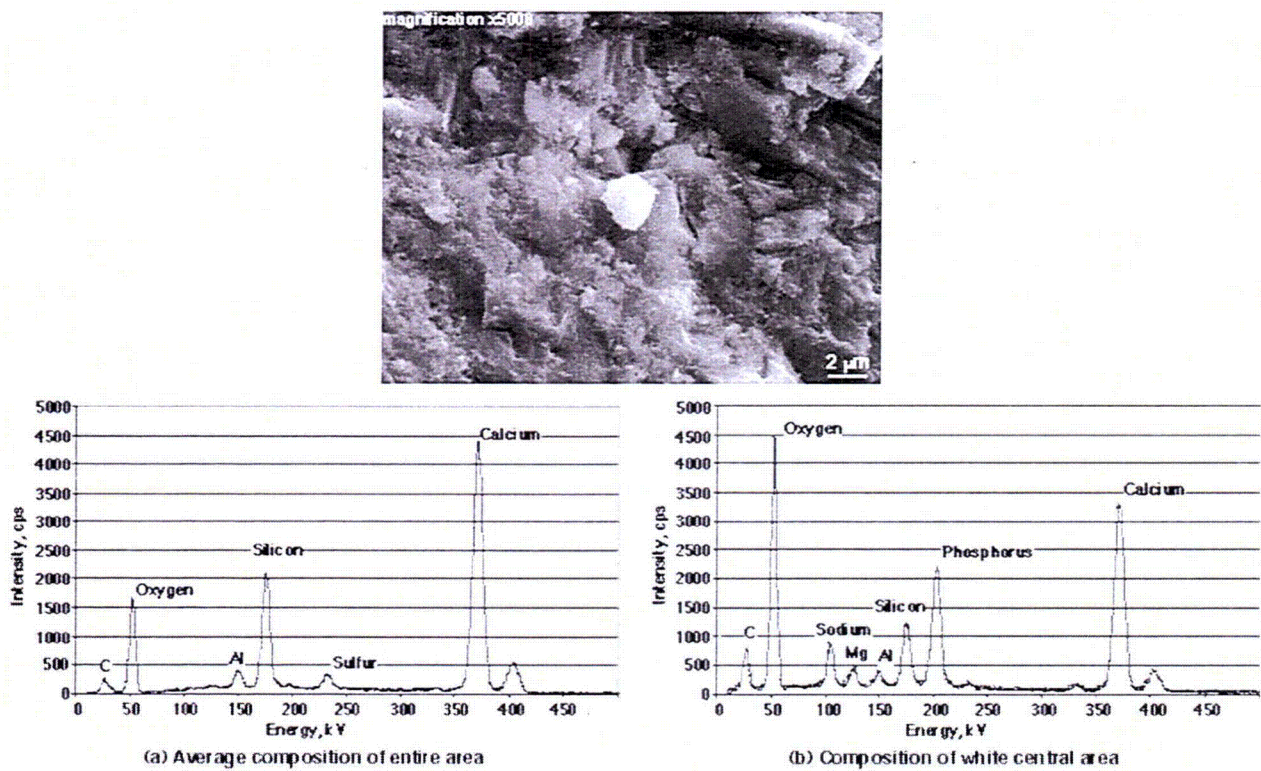 magnification x5000
2 µm
5000
4500
4000
3500
3000
2500
2000
1500
1000
500
0
Intensity, cps
C
Oxygen
Al
Silicon
Sulfur
Calcium
0 50 100 150 200 250 300 350 400 450
Energy, kV
(a) Average composition of entire area
5000
4500
4000
3500
3000
2500
2000
1500
1000
500
0
Intensity, cps
C
Oxygen
Sodium
Mg
Al
Silicon
Phosphorus
Calcium
0 50 100 150 200 250 300 350 400 450
Energy, kV
(b) Composition of white central area